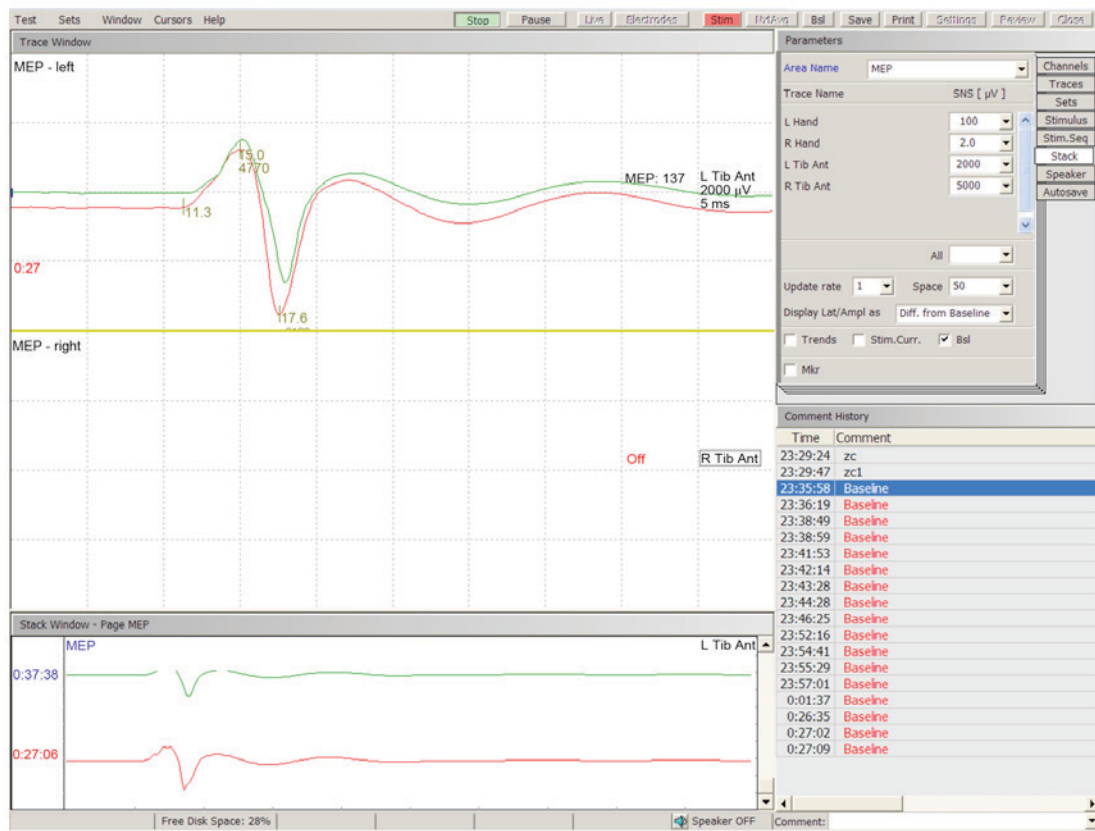 Test Sets Window Cursors Help Stop Pause Live Electrodes Stim NxtAvg Bsl Save Print Settings Review Close
Trace Window
MEP - left
15.0
4770
MEP: 137
L Tib Ant
2000 µV
5 ms
11.3
0:27
17.6
MEP - right
Off
R Tib Ant
Stack Window - Page MEP
MEP
L Tib Ant
0:37:38
0:27:06
Free Disk Space: 28%
Speaker OFF
Parameters
Area Name MEP
Trace Name SNS [ µV ]
L Hand 100
R Hand 2.0
L Tib Ant 2000
R Tib Ant 5000
All
Update rate 1 Space 50
Display Lat/Ampl as Diff. from Baseline
Trends Stim.Curr. Bsl
Mkr
Channels
Traces
Sets
Stimulus
Stim.Seq
Stack
Speaker
Autosave
Comment History
Time Comment
23:29:24 zc
23:29:47 zc1
23:35:58 Baseline
23:36:19 Baseline
23:38:49 Baseline
23:38:59 Baseline
23:41:53 Baseline
23:42:14 Baseline
23:43:28 Baseline
23:44:28 Baseline
23:46:25 Baseline
23:52:16 Baseline
23:54:41 Baseline
23:55:29 Baseline
23:57:01 Baseline
0:01:37 Baseline
0:26:35 Baseline
0:27:02 Baseline
0:27:09 Baseline
Comment: